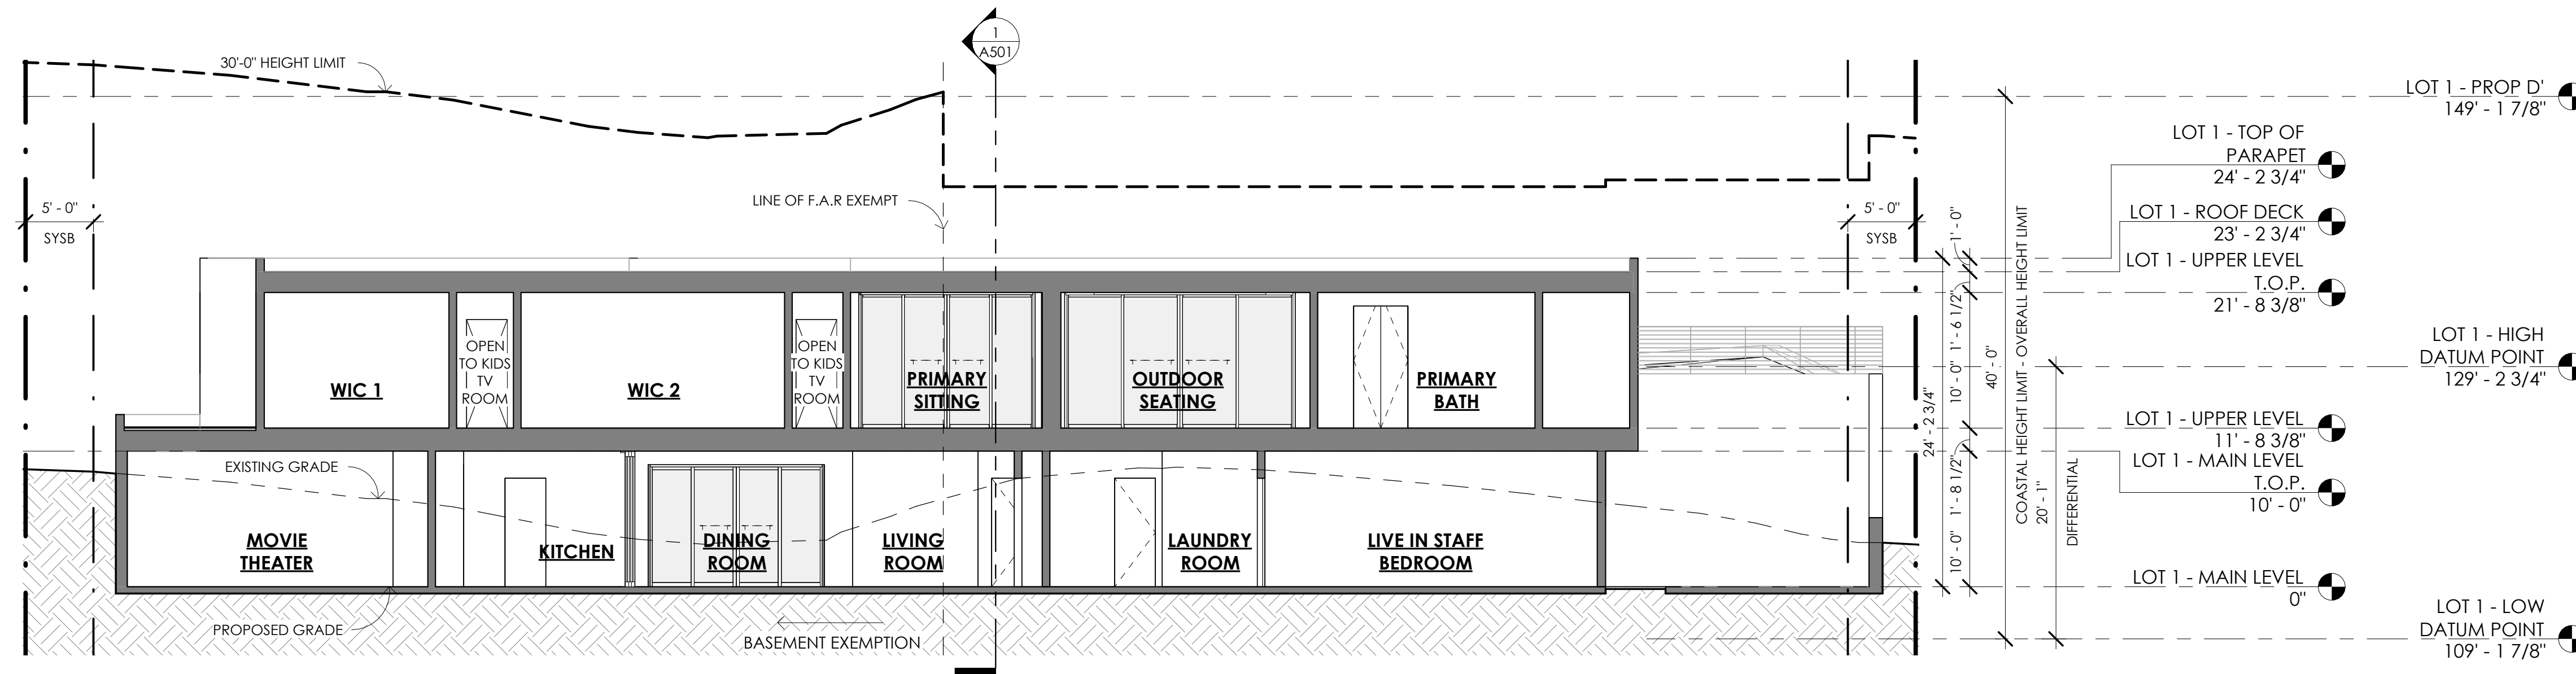 1
A501
30'-0" HEIGHT LIMIT
LINE OF F.A.R EXEMPT
5' - 0"
SYSB
5' - 0"
SYSB
WIC 1
OPEN
TO KIDS
TV
ROOM
WIC 2
OPEN
TO KIDS
TV
ROOM
PRIMARY
SITTING
OUTDOOR
SEATING
PRIMARY
BATH
EXISTING GRADE
MOVIE
THEATER
KITCHEN
DINING
ROOM
LIVING
ROOM
LAUNDRY
ROOM
LIVE IN STAFF
BEDROOM
PROPOSED GRADE
BASEMENT EXEMPTION
24' - 2 3/4"
1' - 0"
1' - 6 1/2"
10' - 0"
1' - 8 1/2"
10' - 0"
40' - 0"
COASTAL HEIGHT LIMIT - OVERALL HEIGHT LIMIT
20' - 1"
DIFFERENTIAL
LOT 1 - PROP D'
149' - 1 7/8"
LOT 1 - TOP OF
PARAPET
24' - 2 3/4"
LOT 1 - ROOF DECK
23' - 2 3/4"
LOT 1 - UPPER LEVEL
T.O.P.
21' - 8 3/8"
LOT 1 - HIGH
DATUM POINT
129' - 2 3/4"
LOT 1 - UPPER LEVEL
11' - 8 3/8"
LOT 1 - MAIN LEVEL
T.O.P.
10' - 0"
LOT 1 - MAIN LEVEL
0"
LOT 1 - LOW
DATUM POINT
109' - 1 7/8"